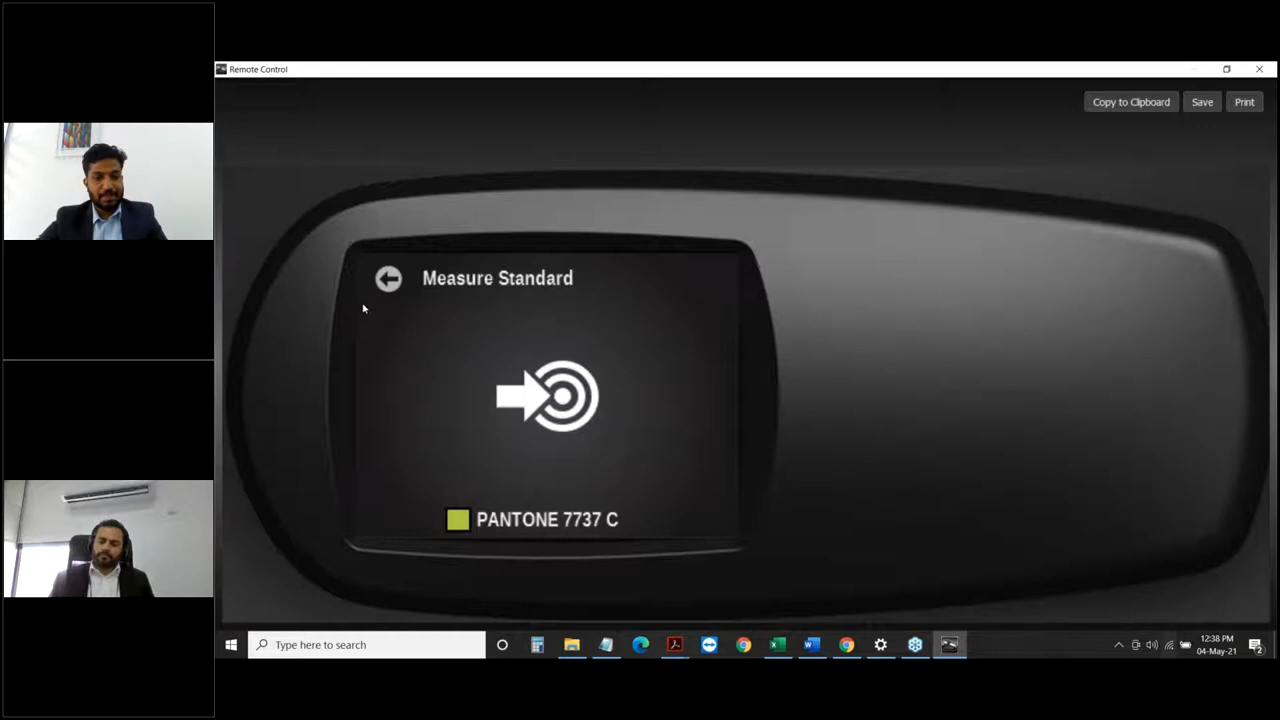 Remote Control
Copy to Clipboard
Save
Print
Measure Standard
PANTONE 7737 C
Type here to search
12:38 PM
04-May-21
2